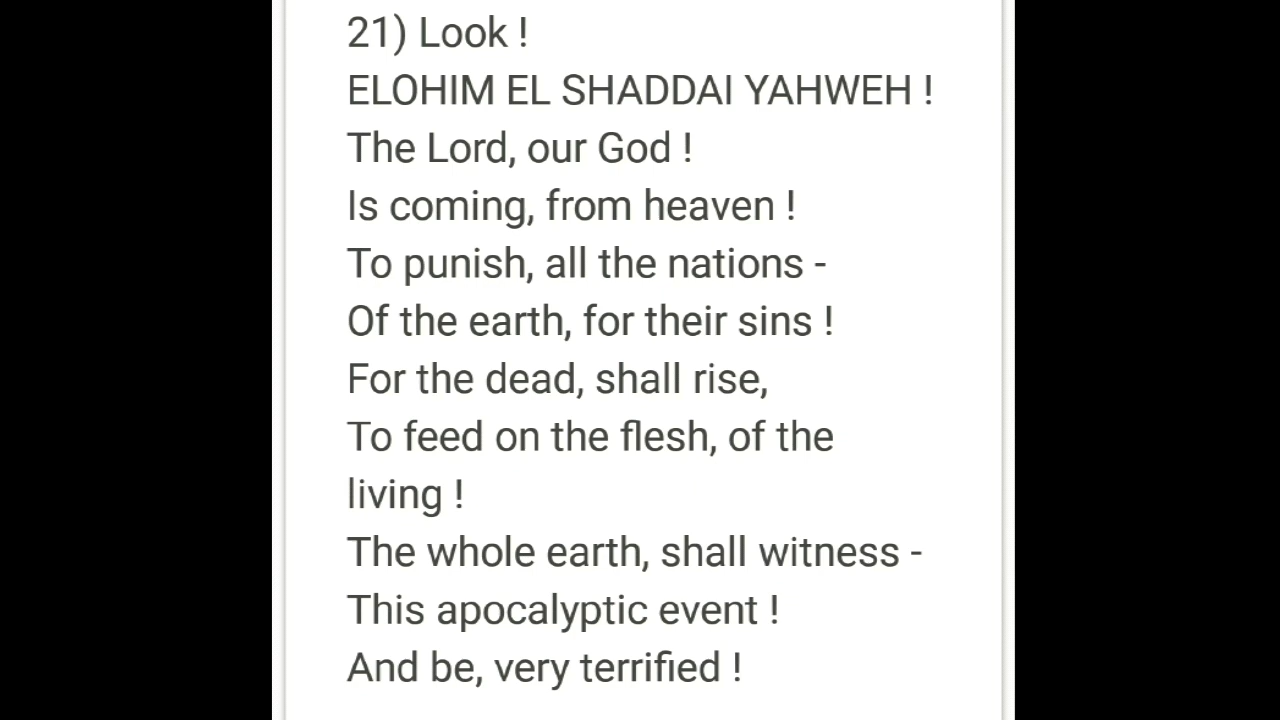 21) Look !
ELOHIM EL SHADDAI YAHWEH !
The Lord, our God !
Is coming, from heaven !
To punish, all the nations -
Of the earth, for their sins !
For the dead, shall rise,
To feed on the flesh, of the
living !
The whole earth, shall witness -
This apocalyptic event !
And be, very terrified !